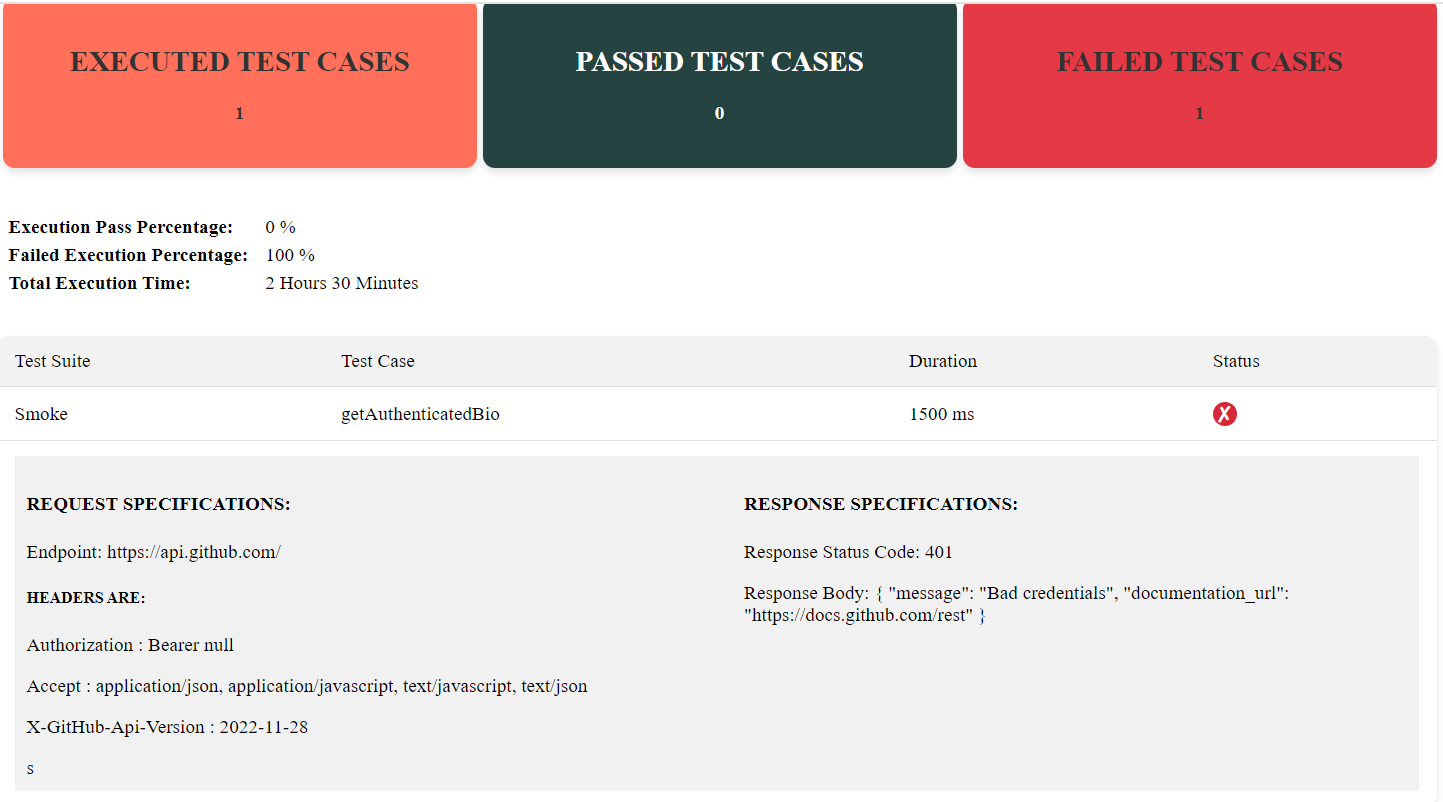 EXECUTED TEST CASES
1
PASSED TEST CASES
0
FAILED TEST CASES
1
Execution Pass Percentage: 0 %
Failed Execution Percentage: 100 %
Total Execution Time: 2 Hours 30 Minutes
Test Suite Test Case Duration Status
Smoke getAuthenticatedBio 1500 ms X
REQUEST SPECIFICATIONS:
Endpoint: https://api.github.com/
HEADERS ARE:
Authorization : Bearer null
Accept : application/json, application/javascript, text/javascript, text/json
X-GitHub-Api-Version : 2022-11-28
s
RESPONSE SPECIFICATIONS:
Response Status Code: 401
Response Body: { "message": "Bad credentials", "documentation_url":
"https://docs.github.com/rest" }